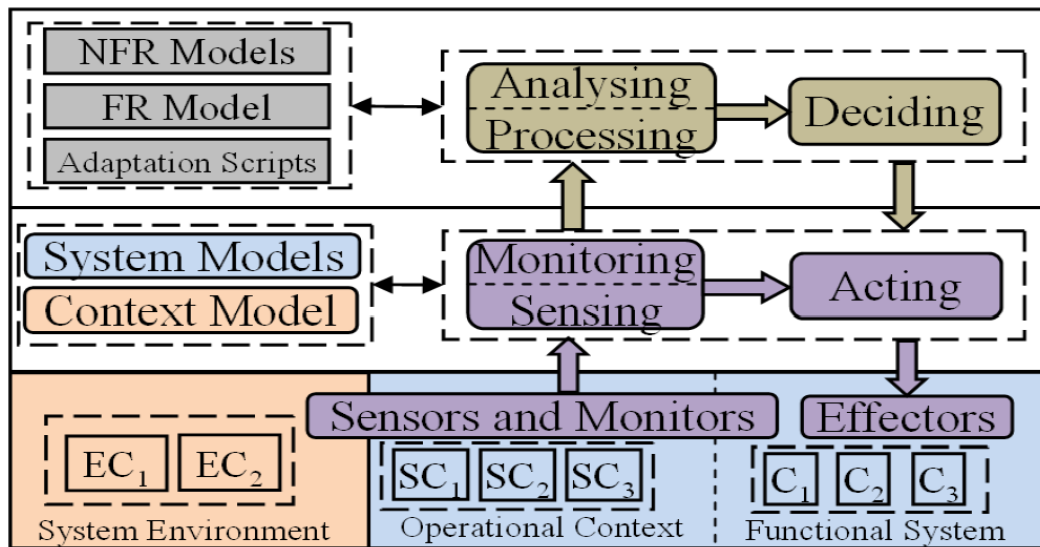 NFR Models
FR Model
Adaptation Scripts
Analysing
Processing
Deciding
System Models
Context Model
Monitoring
Sensing
Acting
Sensors and Monitors
Effectors
EC₁
EC₂
SC₁
SC₂
SC₃
C₁
C₂
C₃
System Environment
Operational Context
Functional System